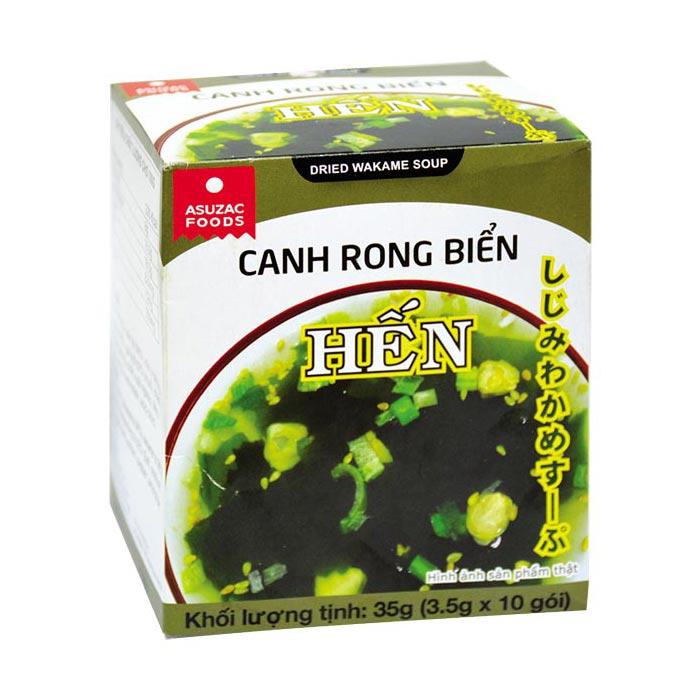 CANH RONG BIỂN
HẾN
DRIED WAKAME SOUP
ASUZAC
FOODS
CANH RONG BIỂN
HẾN
しじみわかめすーぷ
Hình ảnh sản phẩm thật
Khối lượng tịnh: 35g (3.5g x 10 gói)